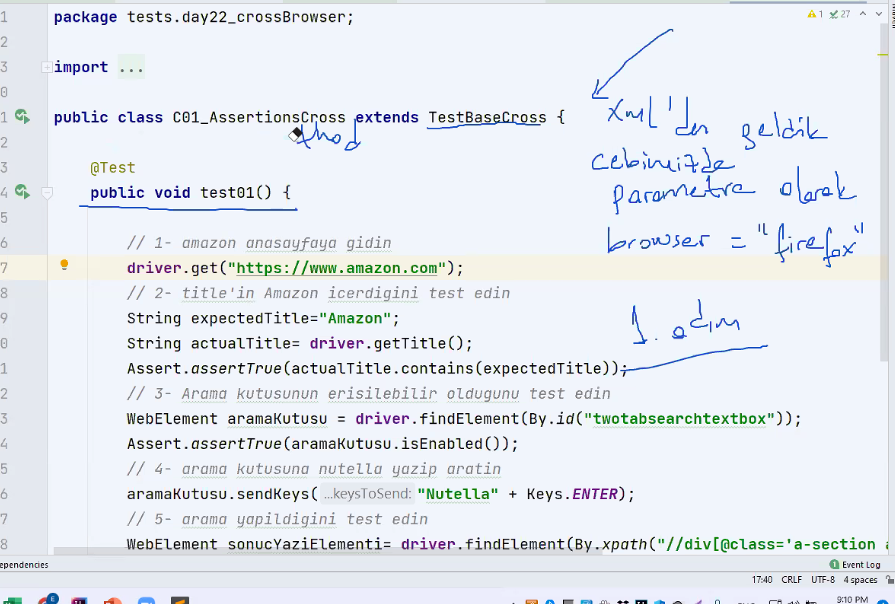 1 package tests.day22_crossBrowser;
1 27
2
3 import ...
0
1 public class C01_AssertionsCross extends TestBaseCross {
2
3 @Test
4 public void test01() {
5
6 // 1- amazon anasayfaya gidin
7 driver.get("https://www.amazon.com");
8 // 2- title'in Amazon icerdigini test edin
9 String expectedTitle="Amazon";
0 String actualTitle= driver.getTitle();
1 Assert.assertTrue(actualTitle.contains(expectedTitle));
2 // 3- Arama kutusunun erisilebilir oldugunu test edin
3 WebElement aramaKutusu = driver.findElement(By.id("twotabsearchtextbox"));
4 Assert.assertTrue(aramaKutusu.isEnabled());
5 // 4- arama kutusuna nutella yazip aratin
6 aramaKutusu.sendKeys( ...keysToSend: "Nutella" + Keys.ENTER);
7 // 5- arama yapildigini test edin
8 WebElement sonucYaziElementi= driver.findElement(By.xpath("//div[@class='a-section a
thod
xml'den geldik
cebimizde
parametre olarak
browser = "firefox"
1. adım
ependencies
1 Event Log
17:40 CRLF UTF-8 4 spaces
9:10 PM